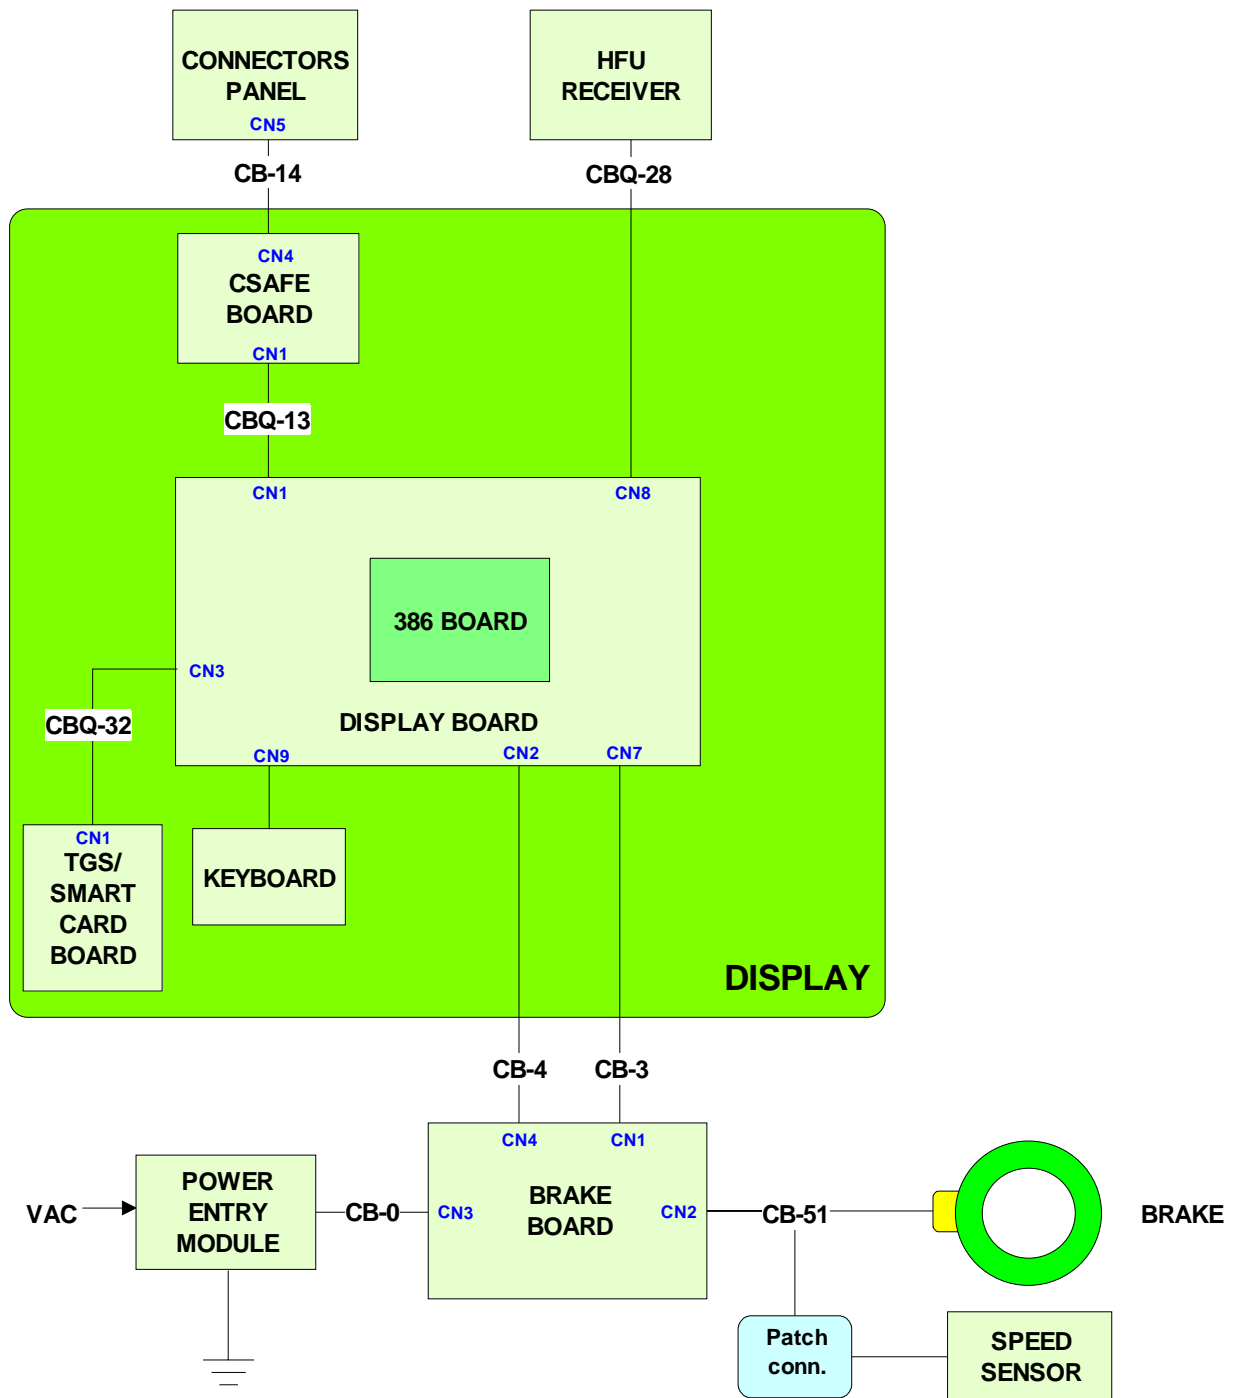 CONNECTORS
PANEL
CN5
HFU
RECEIVER
CB-14
CBQ-28
CN4
CSAFE
BOARD
CN1
CBQ-13
CN1
CN8
386 BOARD
CN3
DISPLAY BOARD
CBQ-32
CN9
CN2
CN7
CN1
TGS/
SMART
CARD
BOARD
KEYBOARD
DISPLAY
CB-4
CB-3
CN4
CN1
POWER
ENTRY
MODULE
VAC
CB-0
CN3
BRAKE
BOARD
CN2
CB-51
BRAKE
Patch
conn.
SPEED
SENSOR